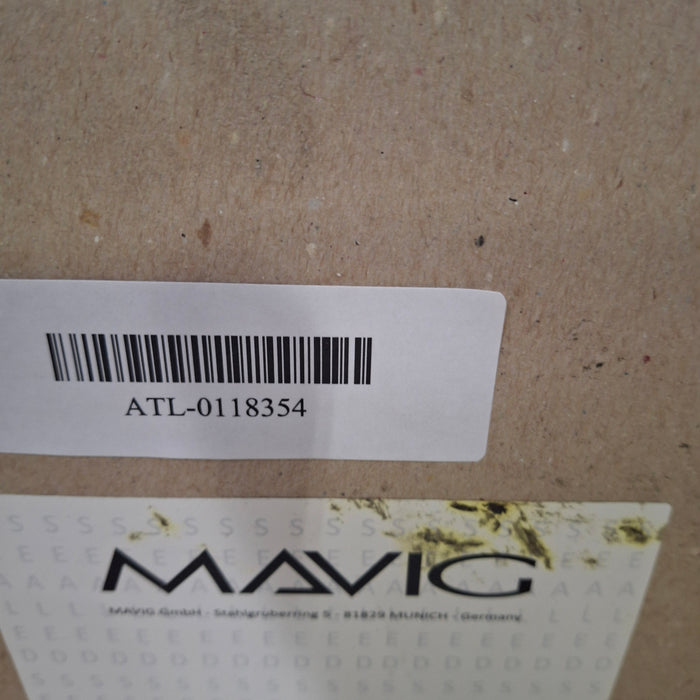 ATL-0118354
S S S S S S S S S S S S S
E E E E E E E
MAVIG
A A A A A
MAVIG GmbH - Stahlgruberring 5 - 81829 MUNICH - Germany
L L L L L
E E E E E E E E E E E E E
D D D D D D D D D D D D D
S S S S S S S S S S S S